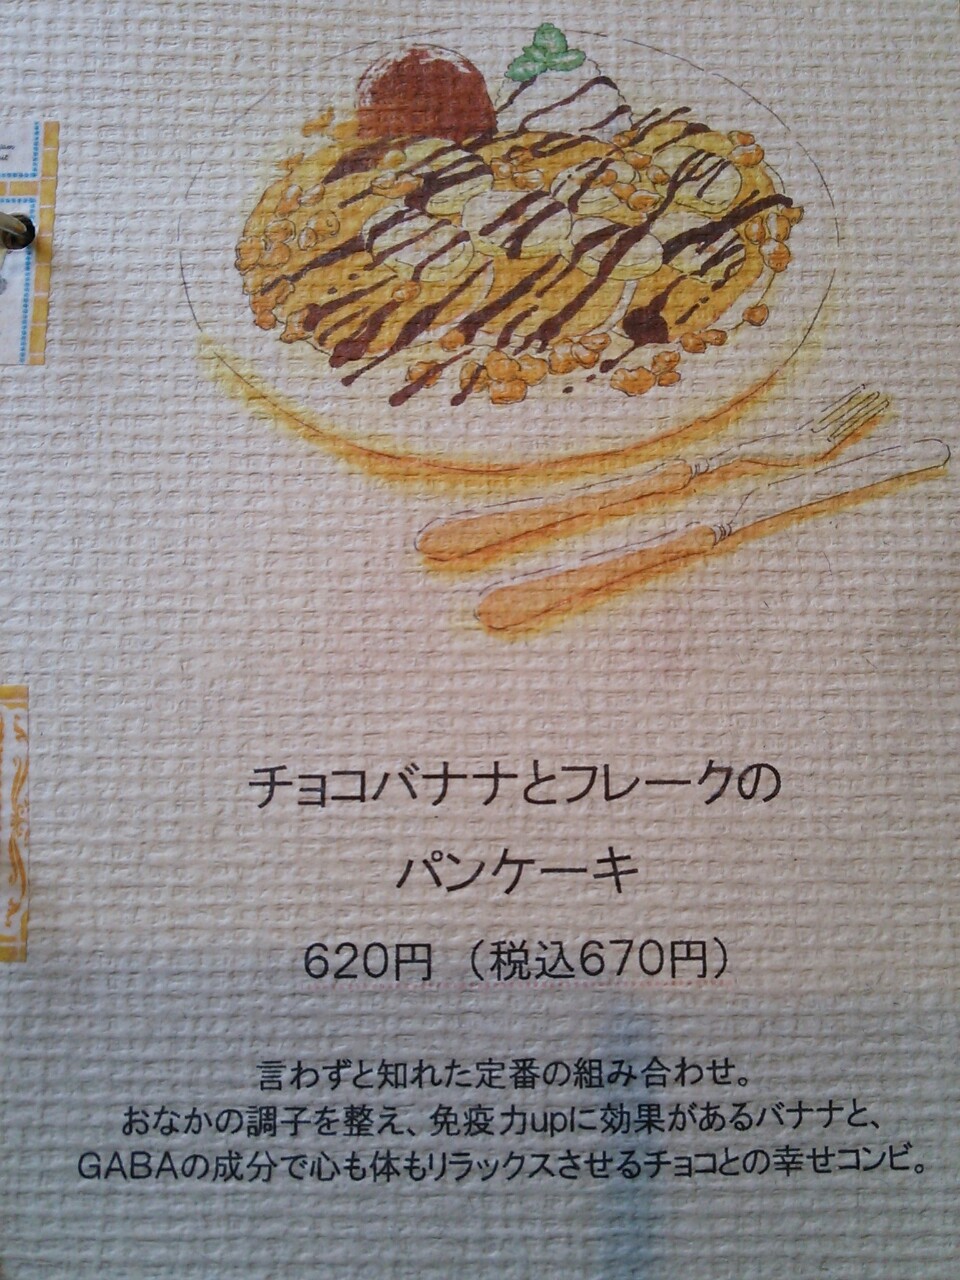 チョコバナナとフレークの
パンケーキ
620円（税込670円）
言わずと知れた定番の組み合わせ。
おなかの調子を整え、免疫力upに効果があるバナナと、
GABAの成分で心も体もリラックスさせるチョコとの幸せコンビ。